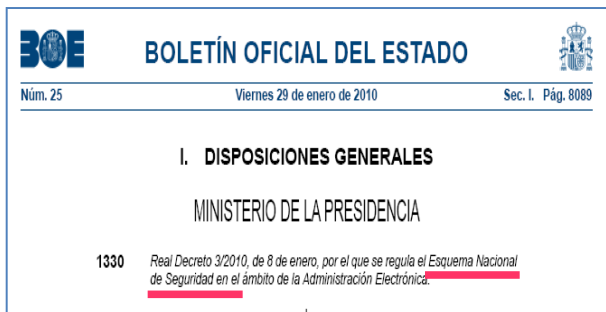 BOE BOLETÍN OFICIAL DEL ESTADO
Núm. 25 Viernes 29 de enero de 2010 Sec. I. Pág. 8089
I. DISPOSICIONES GENERALES
MINISTERIO DE LA PRESIDENCIA
1330 Real Decreto 3/2010, de 8 de enero, por el que se regula el Esquema Nacional
de Seguridad en el ámbito de la Administración Electrónica.